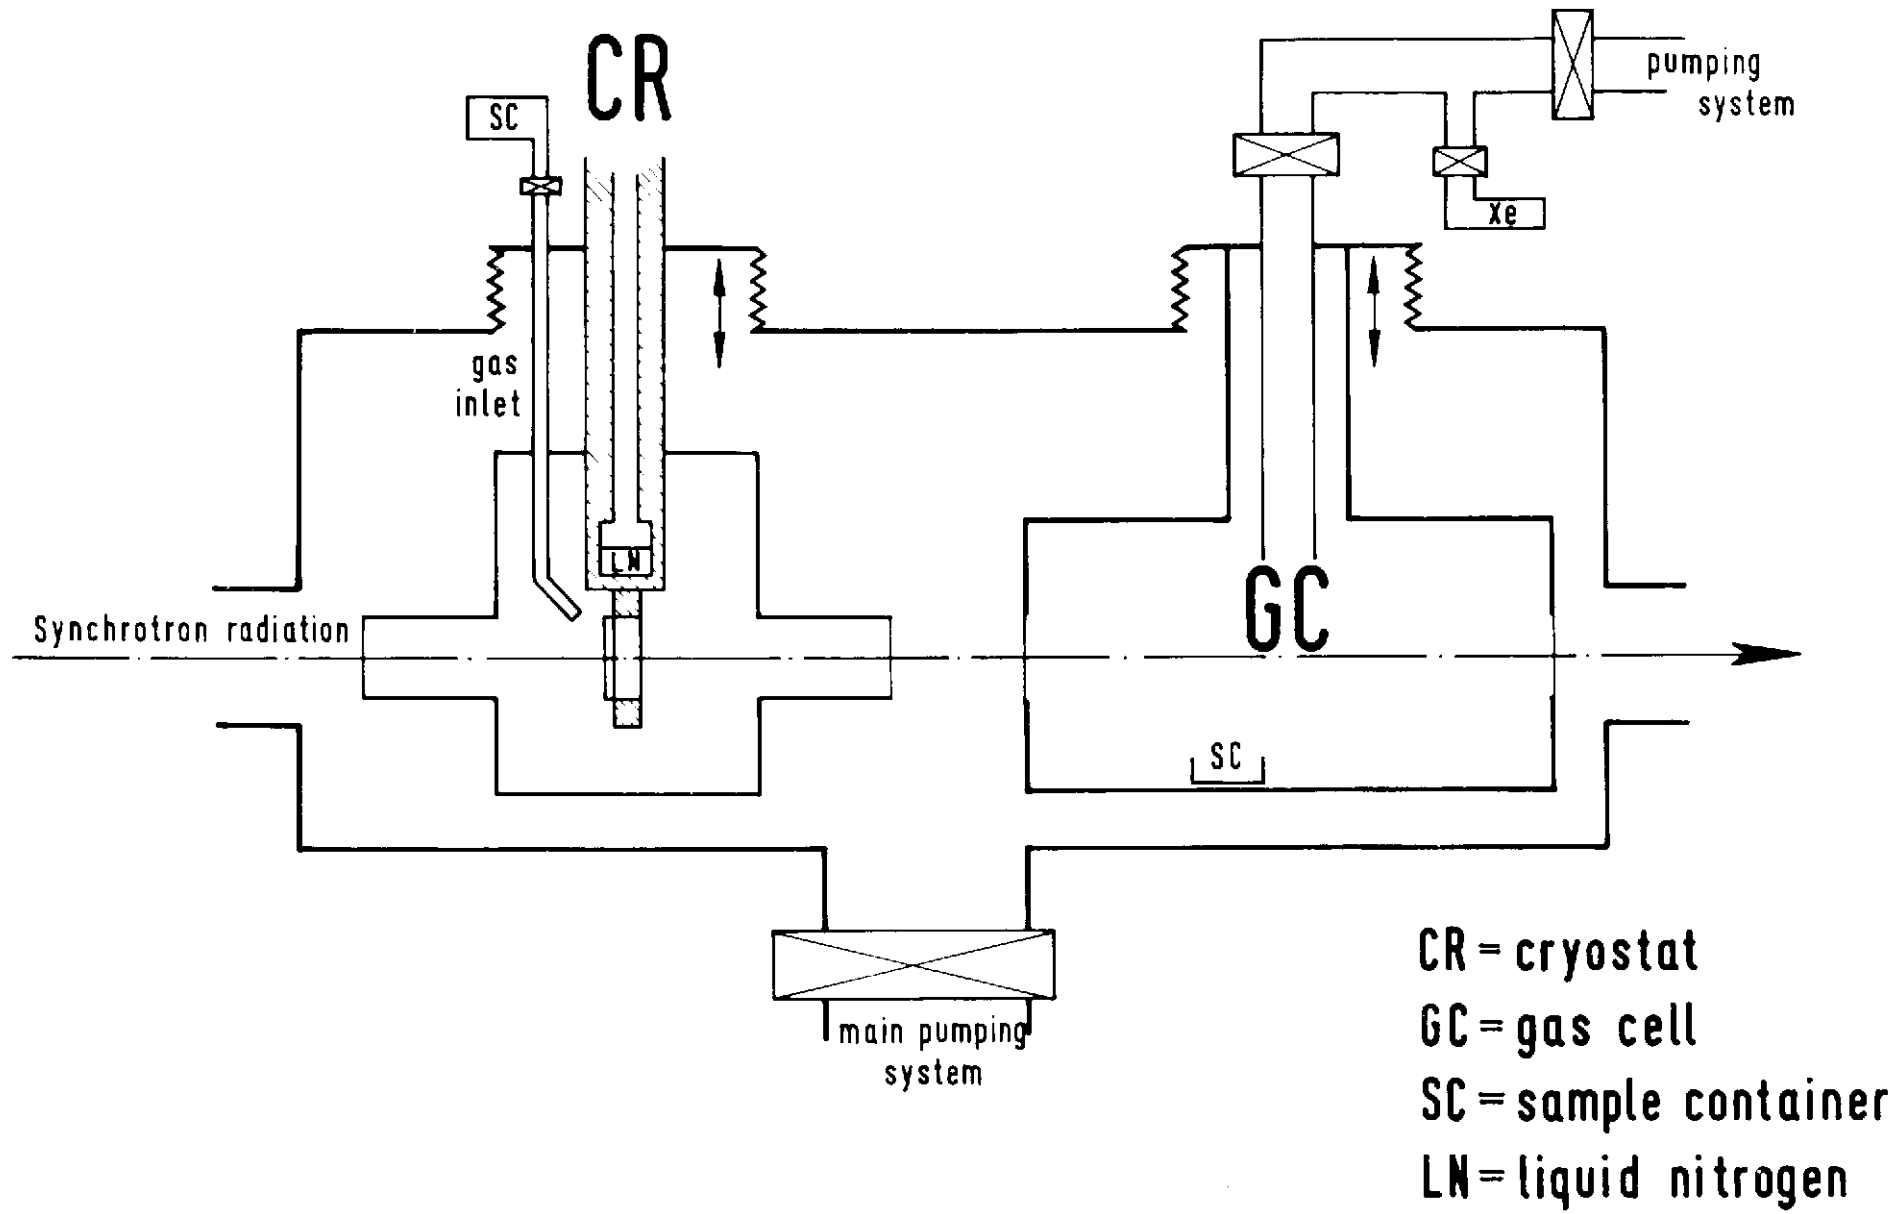 CR
SC
pumping
system
Xe
gas
inlet
LN
Synchrotron radiation
GC
SC
main pumping
system
CR = cryostat
GC = gas cell
SC = sample container
LN = liquid nitrogen